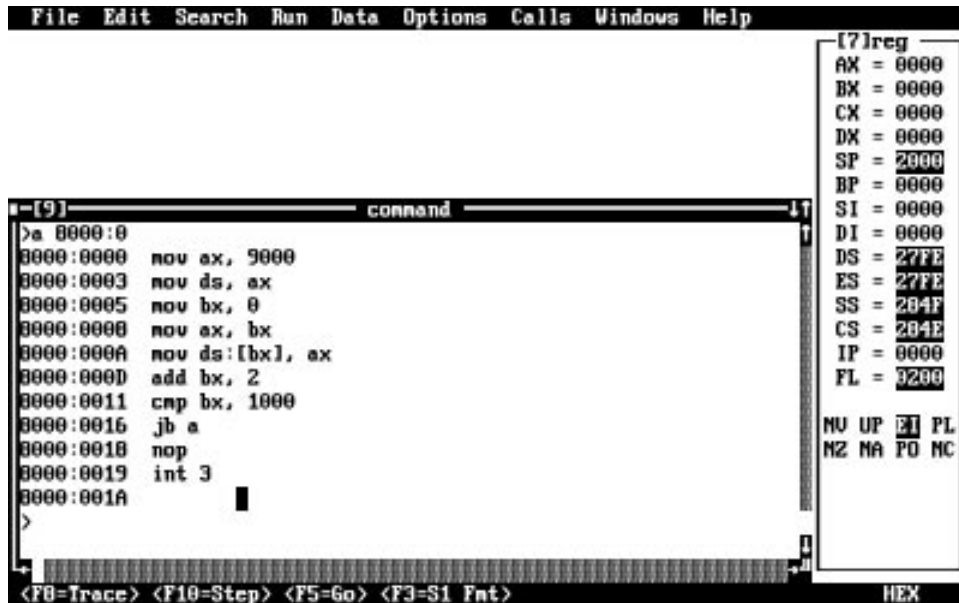 File Edit Search Run Data Options Calls Windows Help
[7]reg
AX = 0000
BX = 0000
CX = 0000
DX = 0000
SP = 2000
BP = 0000
SI = 0000
DI = 0000
DS = 27FE
ES = 27FE
SS = 284F
CS = 284E
IP = 0000
FL = 0200
NV UP EI PL
NZ NA PO NC
[9] command
>a 8000:0
8000:0000 mov ax, 9000
8000:0003 mov ds, ax
8000:0005 mov bx, 0
8000:0008 mov ax, bx
8000:000A mov ds:[bx], ax
8000:000D add bx, 2
8000:0011 cmp bx, 1000
8000:0016 jb a
8000:0018 nop
8000:0019 int 3
8000:001A
>
<F8=Trace> <F10=Step> <F5=Go> <F3=S1 Fmt> HEX